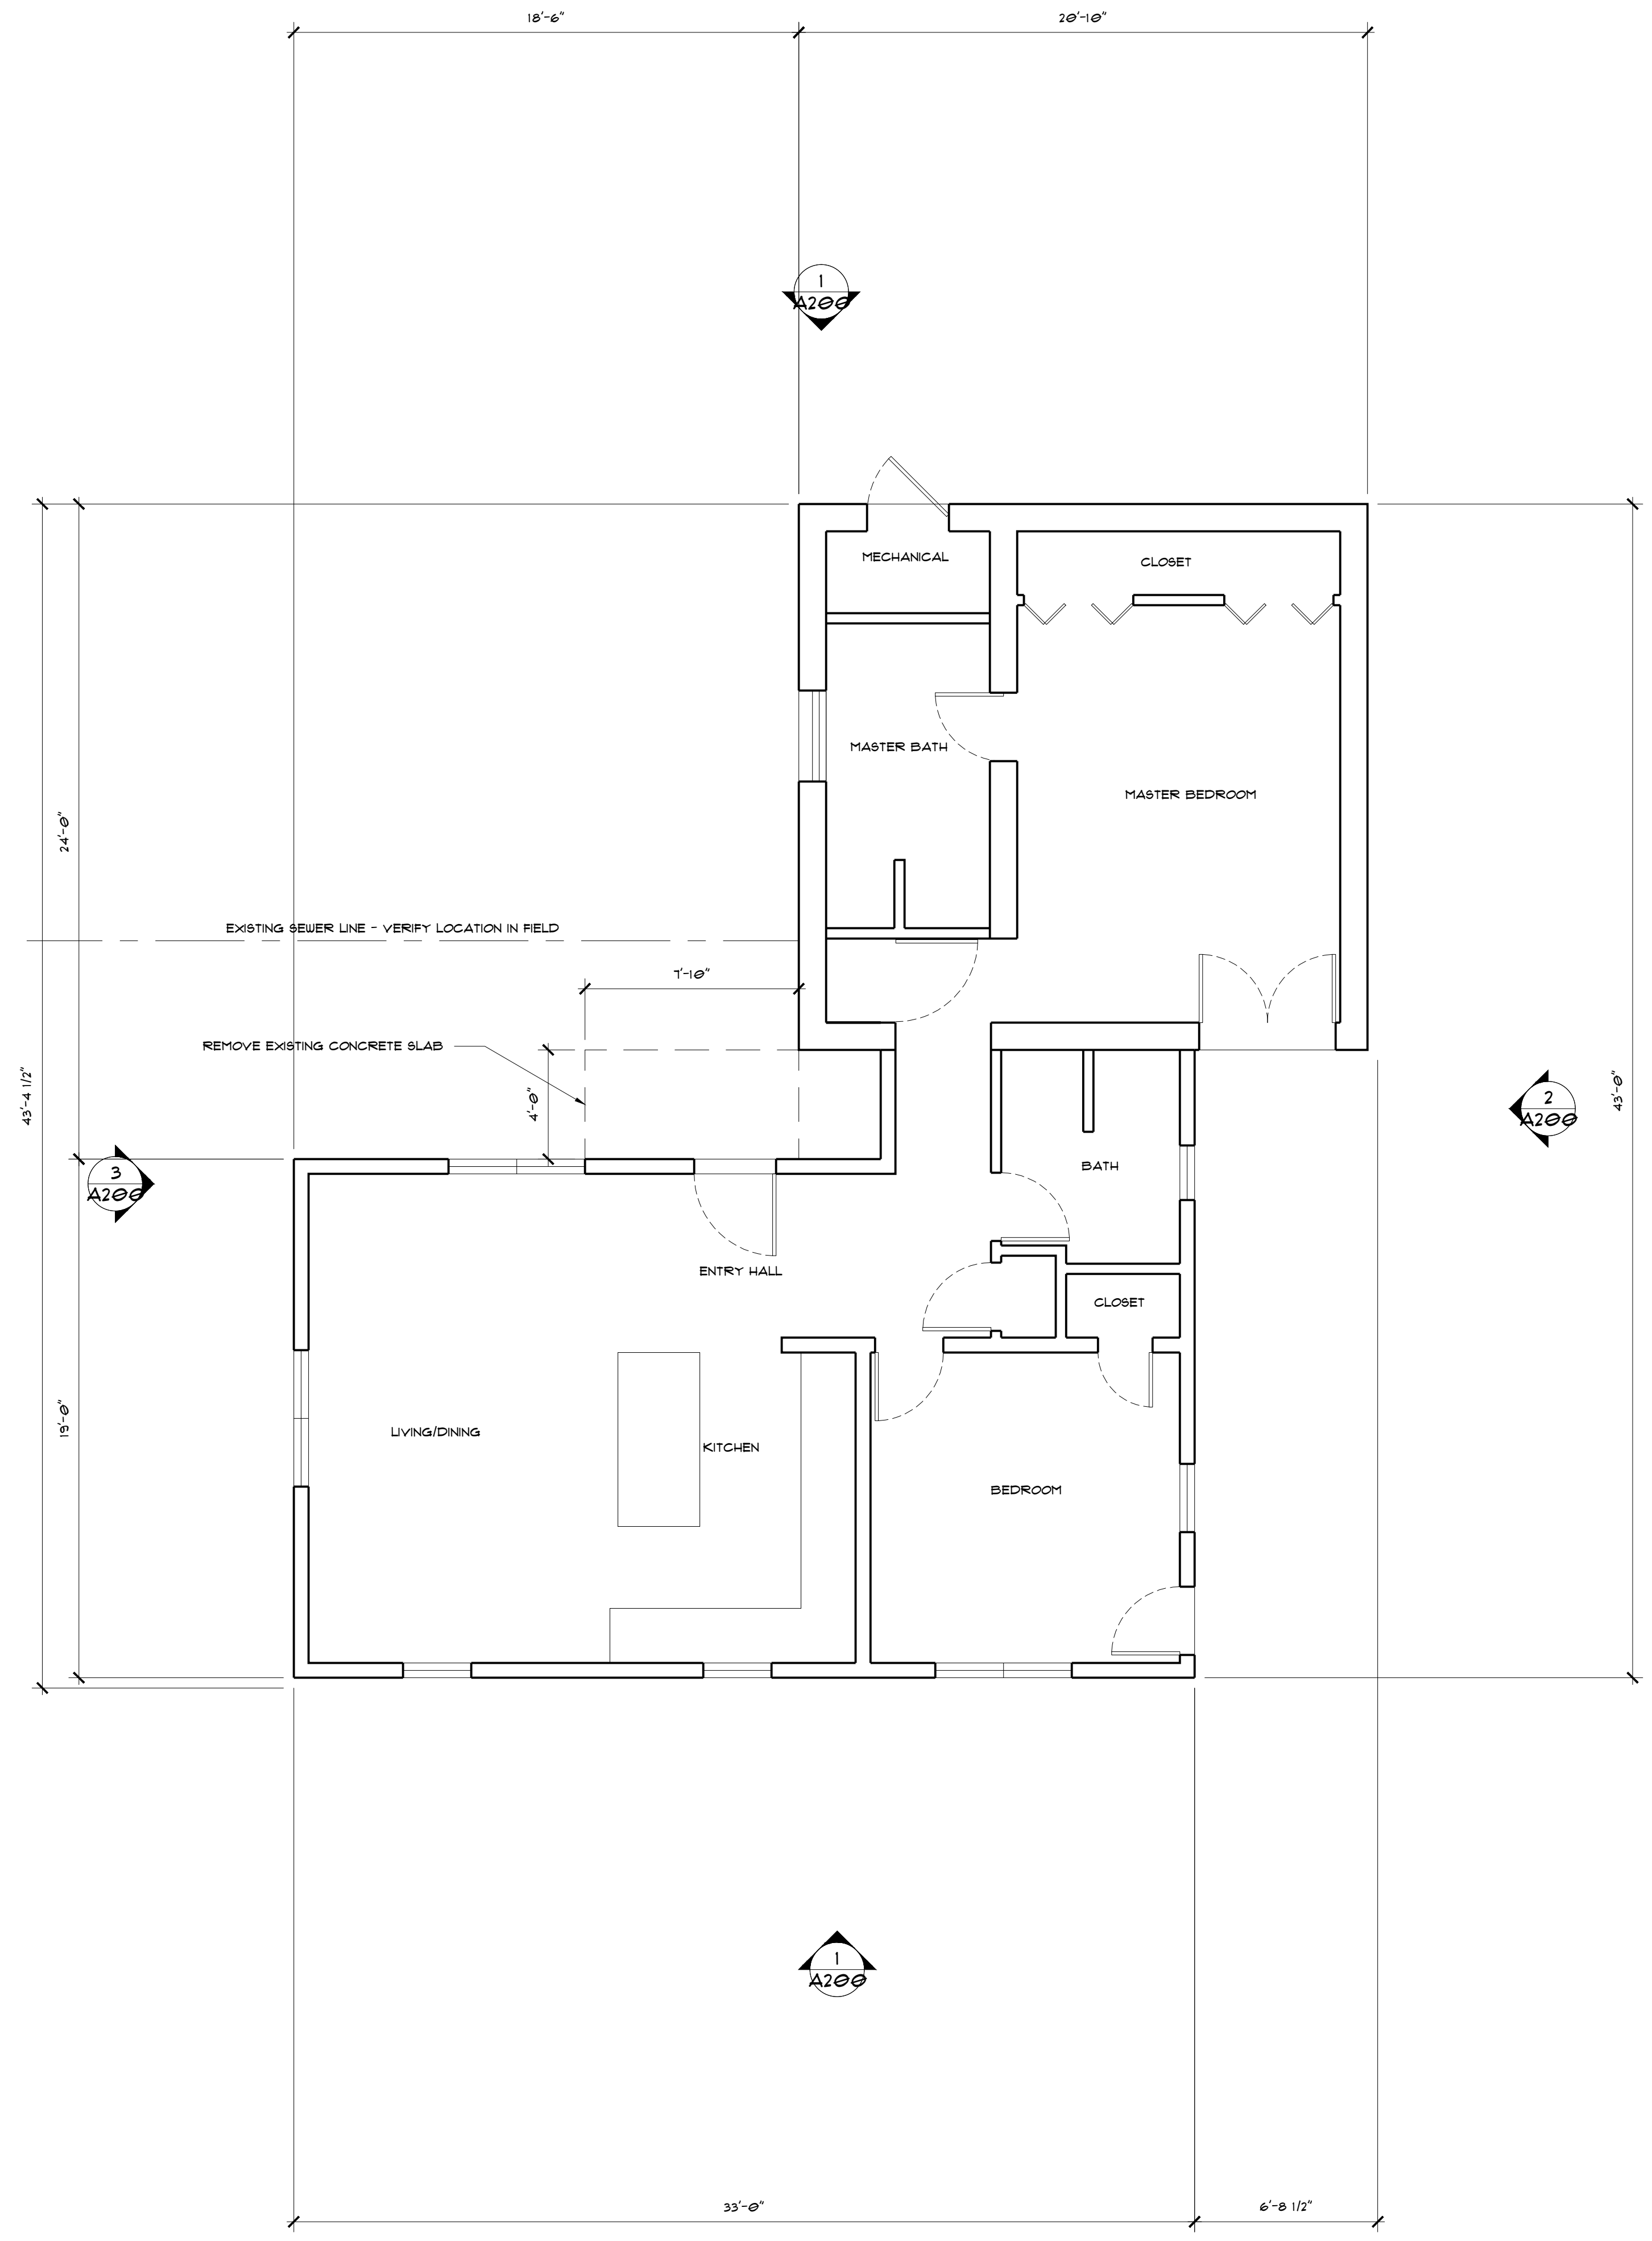 18'-6"
20'-10"
1
A200
MECHANICAL
CLOSET
MASTER BATH
MASTER BEDROOM
24'-0"
EXISTING SEWER LINE - VERIFY LOCATION IN FIELD
7'-10"
REMOVE EXISTING CONCRETE SLAB
4'-0"
43'-4 1/2"
43'-0"
2
A200
3
A200
BATH
ENTRY HALL
CLOSET
19'-0"
LIVING/DINING
KITCHEN
BEDROOM
1
A200
33'-0"
6'-8 1/2"